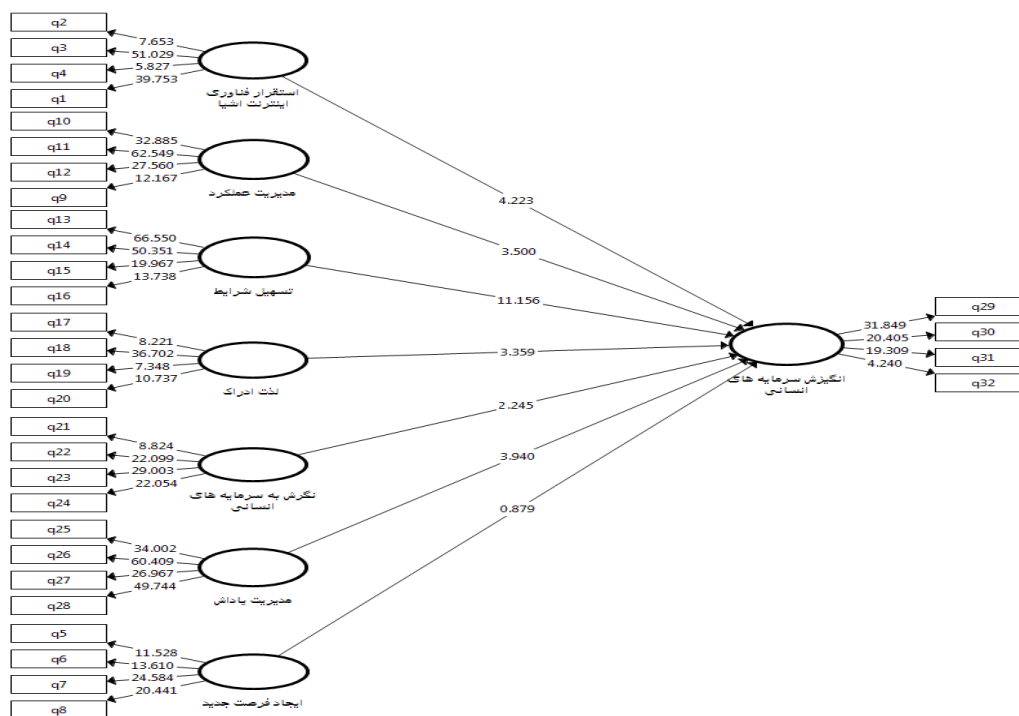 q2
q3
q4
q1
7.653
51.029
5.827
39.753
استقرار فناوری
اینترنت اشیا
q10
q11
q12
q9
32.885
62.549
27.560
12.167
مدیریت عملکرد
q13
q14
q15
q16
66.550
50.351
19.967
13.738
تسهیل شرایط
q17
q18
q19
q20
8.221
36.702
7.348
10.737
لذت ادراک
q21
q22
q23
q24
8.824
22.099
29.003
22.054
نگرش به سرمایه های
انسانی
q25
q26
q27
q28
34.002
60.409
26.967
49.744
مدیریت پاداش
q5
q6
q7
q8
11.528
13.610
24.584
20.441
ایجاد فرصت جدید
4.223
3.500
11.156
3.359
2.245
3.940
0.879
انگیزش سرمایه های
انسانی
31.849
20.405
19.309
4.240
q29
q30
q31
q32